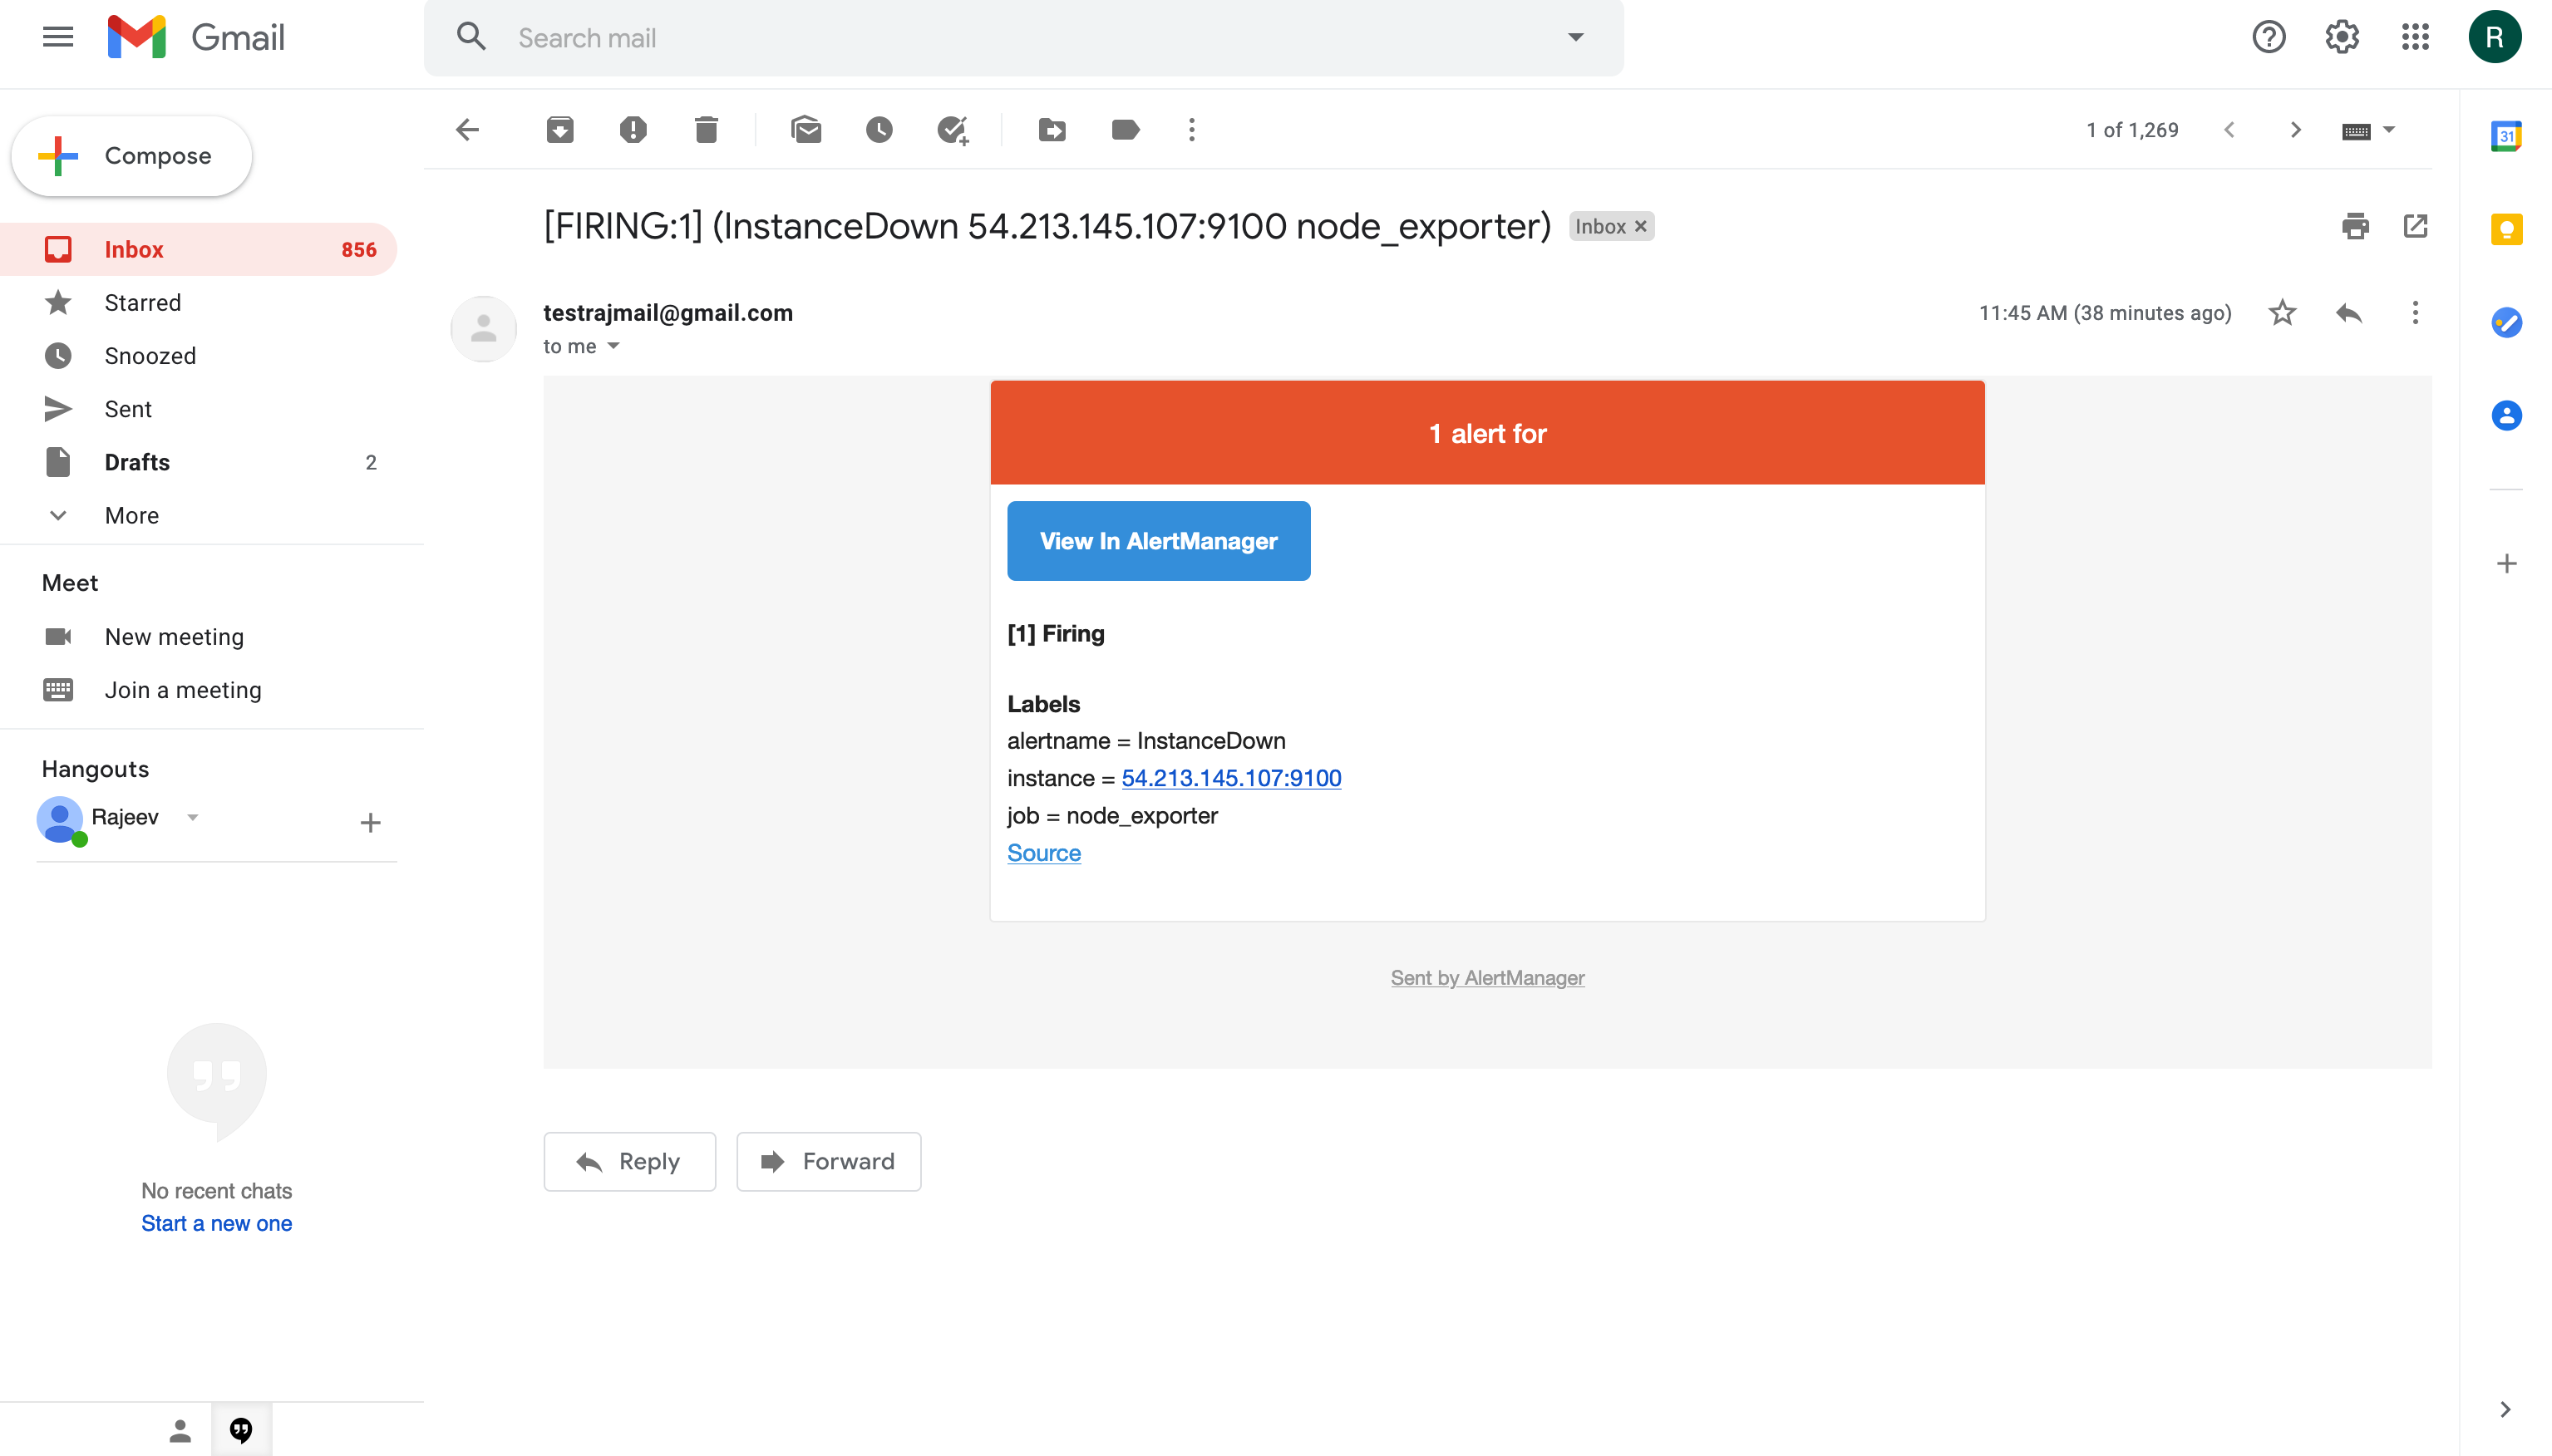 Gmail
Search mail
R
Compose
1 of 1,269
31
Inbox 856
Starred
Snoozed
Sent
Drafts 2
More
Meet
New meeting
Join a meeting
Hangouts
Rajeev
No recent chats
Start a new one
[FIRING:1] (InstanceDown 54.213.145.107:9100 node_exporter) Inbox ×
testrajmail@gmail.com
11:45 AM (38 minutes ago)
to me
1 alert for
View In AlertManager
[1] Firing
Labels
alertname = InstanceDown
instance = 54.213.145.107:9100
job = node_exporter
Source
Sent by AlertManager
Reply
Forward